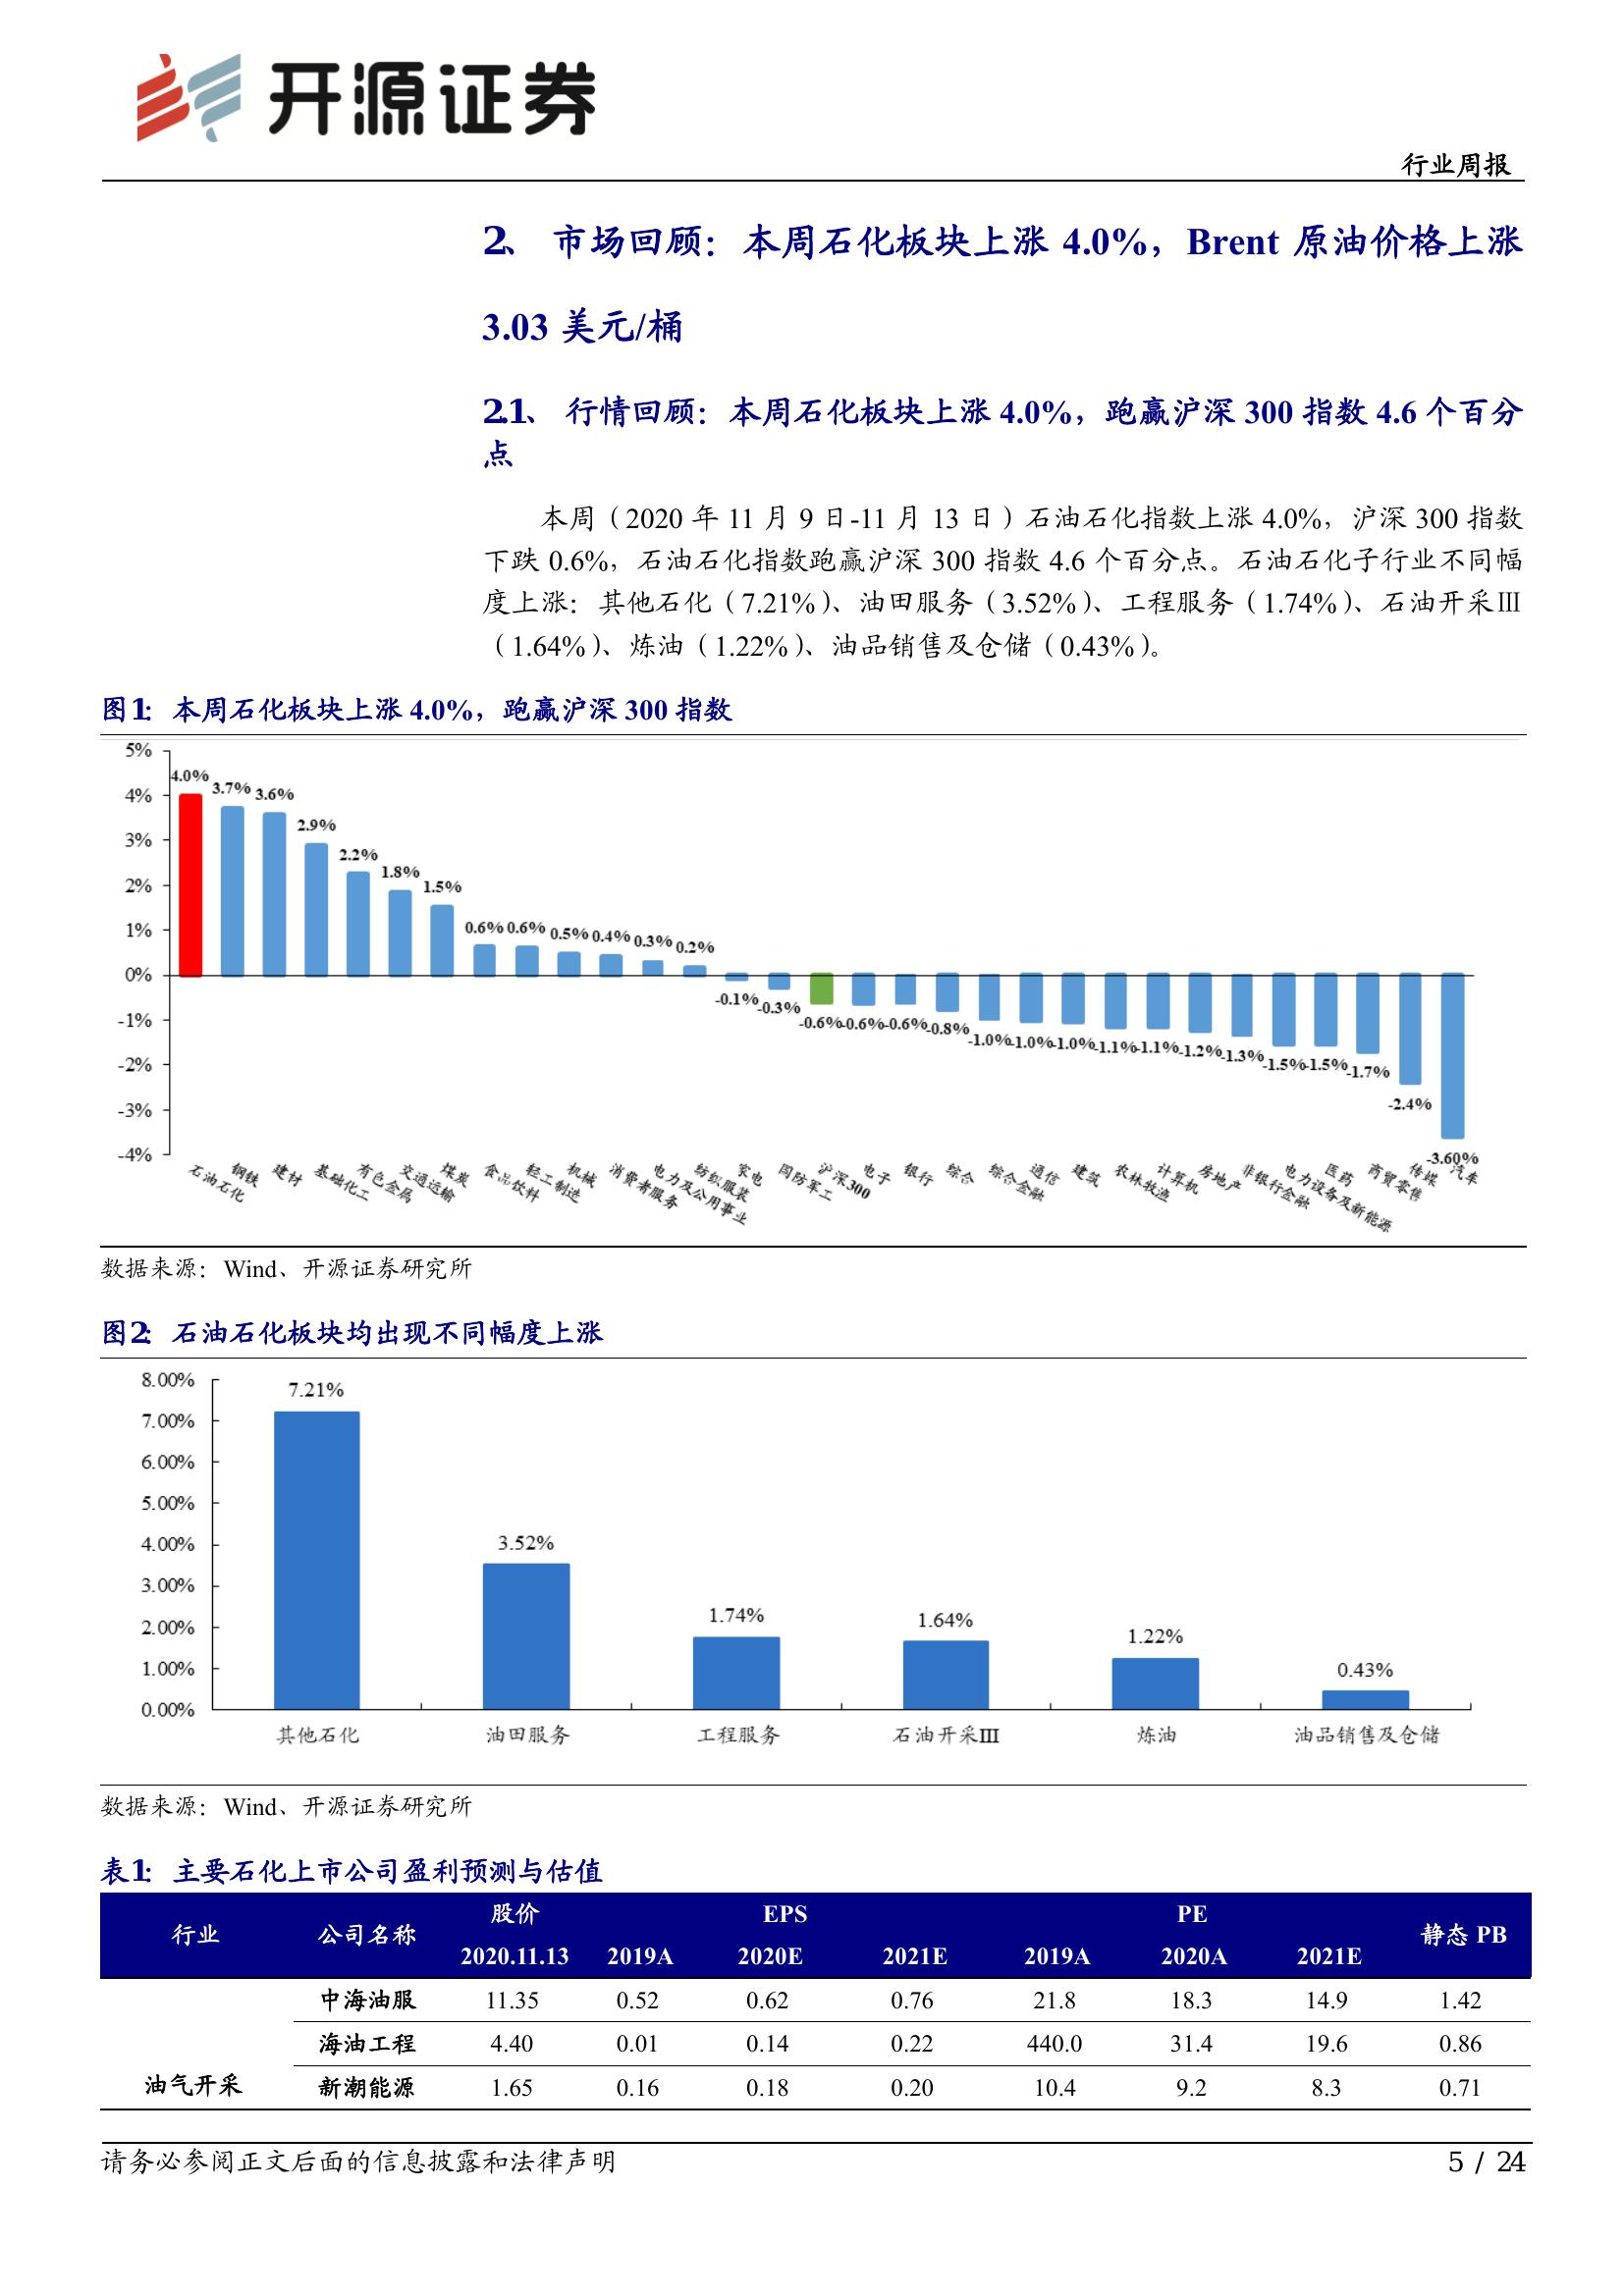 开源证券
行业周报
2、 市场回顾：本周石化板块上涨 4.0%，Brent 原油价格上涨
3.03 美元/桶
2.1、 行情回顾：本周石化板块上涨 4.0%，跑赢沪深 300 指数 4.6 个百分
点
本周（2020 年 11 月 9 日-11 月 13 日）石油石化指数上涨 4.0%，沪深 300 指数
下跌 0.6%，石油石化指数跑赢沪深 300 指数 4.6 个百分点。石油石化子行业不同幅
度上涨：其他石化（7.21%）、油田服务（3.52%）、工程服务（1.74%）、石油开采Ⅲ
（1.64%）、炼油（1.22%）、油品销售及仓储（0.43%）。
图1： 本周石化板块上涨 4.0%，跑赢沪深 300 指数
5%
4%
3%
2%
1%
0%
-1%
-2%
-3%
-4%
4.0% 3.7% 3.6% 2.9% 2.2% 1.8% 1.5% 0.6% 0.6% 0.5% 0.4% 0.3% 0.2% -0.1% -0.3% -0.6% -0.6% -0.6% -0.8% -1.0% -1.0% -1.0% -1.1% -1.1% -1.2% -1.3% -1.5% -1.5% -1.7% -2.4% -3.60%
石油石化 钢铁 建材 基础化工 有色金属 交通运输 煤炭 食品饮料 轻工制造 机械 消费者服务 电力及公用事业 纺织服装 家电 国防军工 沪深300 电子 银行 综合 综合金融 通信 建筑 农林牧渔 计算机 房地产 非银行金融 电力设备及新能源 医药 商贸零售 传媒 汽车
数据来源：Wind、开源证券研究所
图2： 石油石化板块均出现不同幅度上涨
8.00%
7.00%
6.00%
5.00%
4.00%
3.00%
2.00%
1.00%
0.00%
7.21% 3.52% 1.74% 1.64% 1.22% 0.43%
其他石化 油田服务 工程服务 石油开采Ⅲ 炼油 油品销售及仓储
数据来源：Wind、开源证券研究所
表1： 主要石化上市公司盈利预测与估值
行业 公司名称 股价 EPS PE 静态 PB
2020.11.13 2019A 2020E 2021E 2019A 2020A 2021E
中海油服 11.35 0.52 0.62 0.76 21.8 18.3 14.9 1.42
海油工程 4.40 0.01 0.14 0.22 440.0 31.4 19.6 0.86
油气开采 新潮能源 1.65 0.16 0.18 0.20 10.4 9.2 8.3 0.71
请务必参阅正文后面的信息披露和法律声明
5 / 24